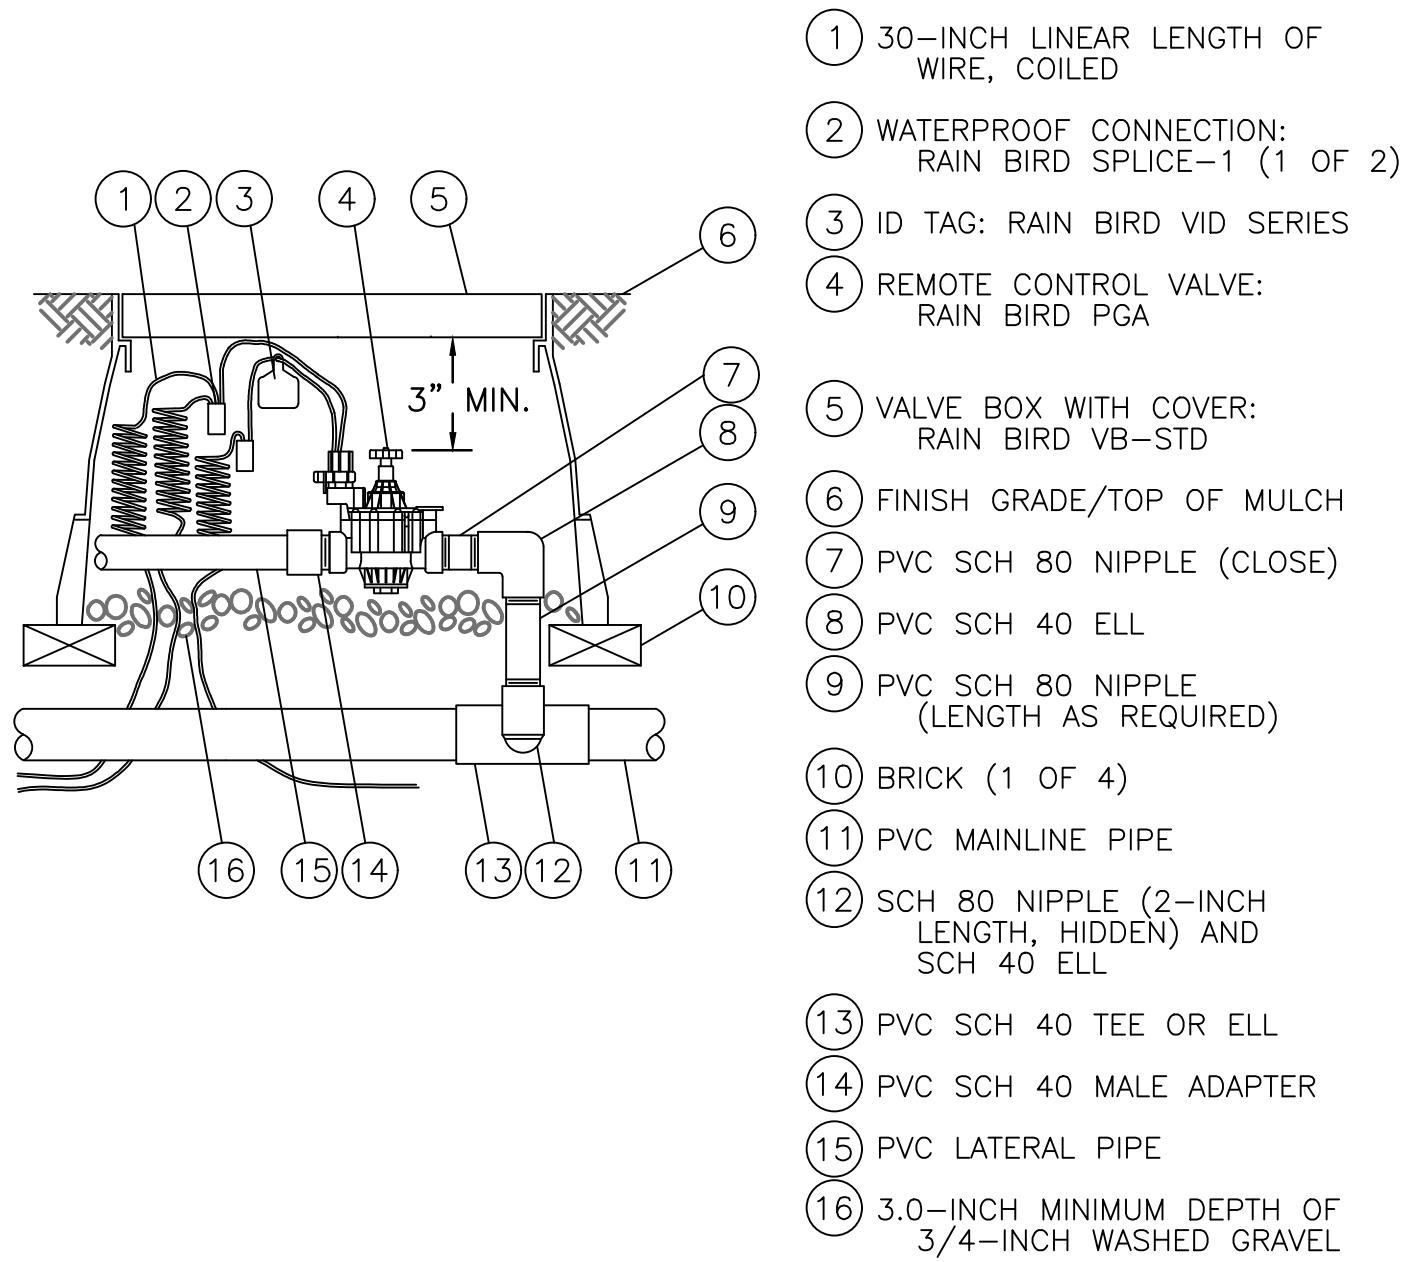 1 30-INCH LINEAR LENGTH OF
WIRE, COILED
2 WATERPROOF CONNECTION:
RAIN BIRD SPLICE-1 (1 OF 2)
3 ID TAG: RAIN BIRD VID SERIES
4 REMOTE CONTROL VALVE:
RAIN BIRD PGA
5 VALVE BOX WITH COVER:
RAIN BIRD VB-STD
6 FINISH GRADE/TOP OF MULCH
7 PVC SCH 80 NIPPLE (CLOSE)
8 PVC SCH 40 ELL
9 PVC SCH 80 NIPPLE
(LENGTH AS REQUIRED)
10 BRICK (1 OF 4)
11 PVC MAINLINE PIPE
12 SCH 80 NIPPLE (2-INCH
LENGTH, HIDDEN) AND
SCH 40 ELL
13 PVC SCH 40 TEE OR ELL
14 PVC SCH 40 MALE ADAPTER
15 PVC LATERAL PIPE
16 3.0-INCH MINIMUM DEPTH OF
3/4-INCH WASHED GRAVEL
1 2 3 4 5
6
3" MIN.
7
8
9
10
16 15 14 13 12 11